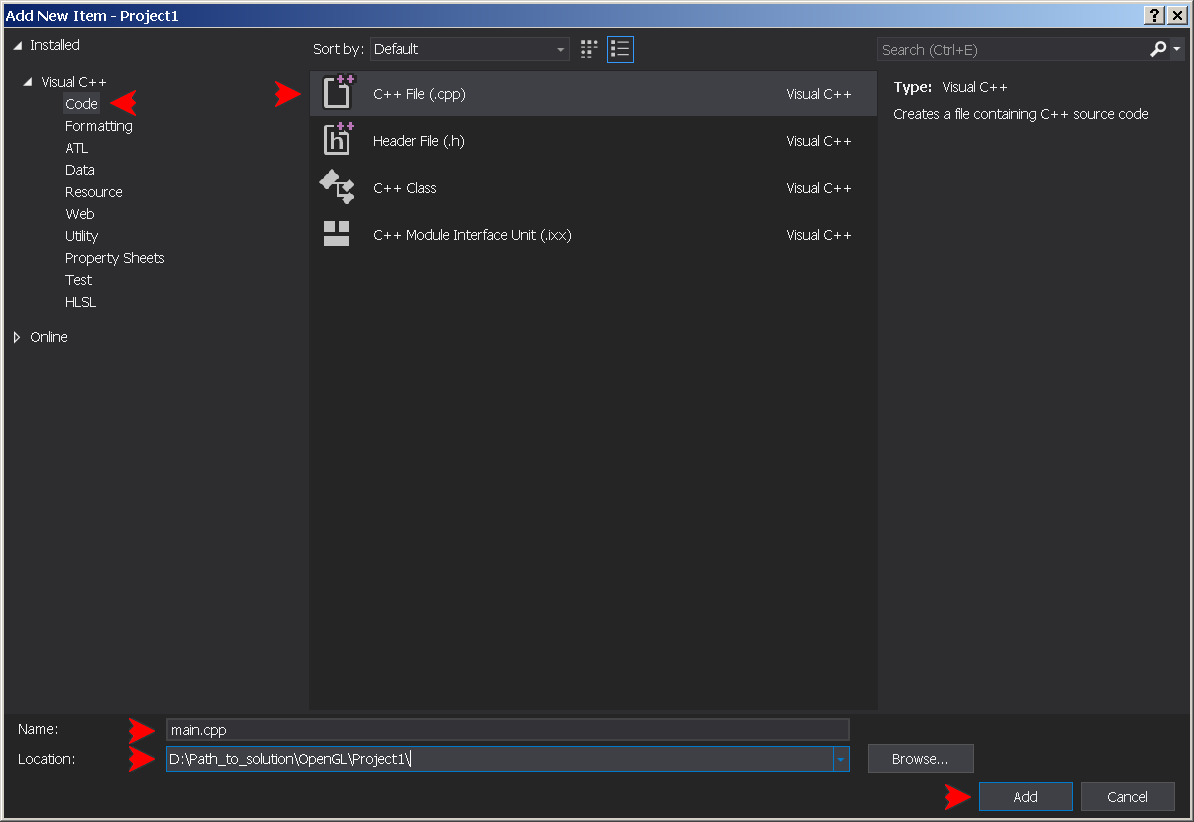 Add New Item - Project1
Installed
Sort by: Default
Search (Ctrl+E)
Visual C++
Code
Formatting
ATL
Data
Resource
Web
Utility
Property Sheets
Test
HLSL
Online
C++ File (.cpp) Visual C++
Header File (.h) Visual C++
C++ Class Visual C++
C++ Module Interface Unit (.ixx) Visual C++
Type: Visual C++
Creates a file containing C++ source code
Name: main.cpp
Location: D:\Path_to_solution\OpenGL\Project1\
Browse...
Add Cancel